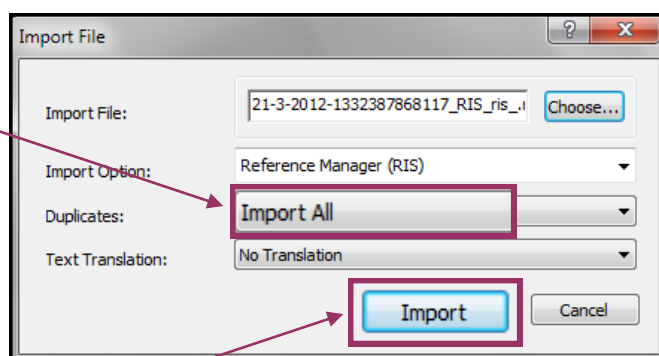 Import File
Import File: 21-3-2012-1332387868117_RIS_ris_. Choose...
Import Option: Reference Manager (RIS)
Duplicates: Import All
Text Translation: No Translation
Import Cancel